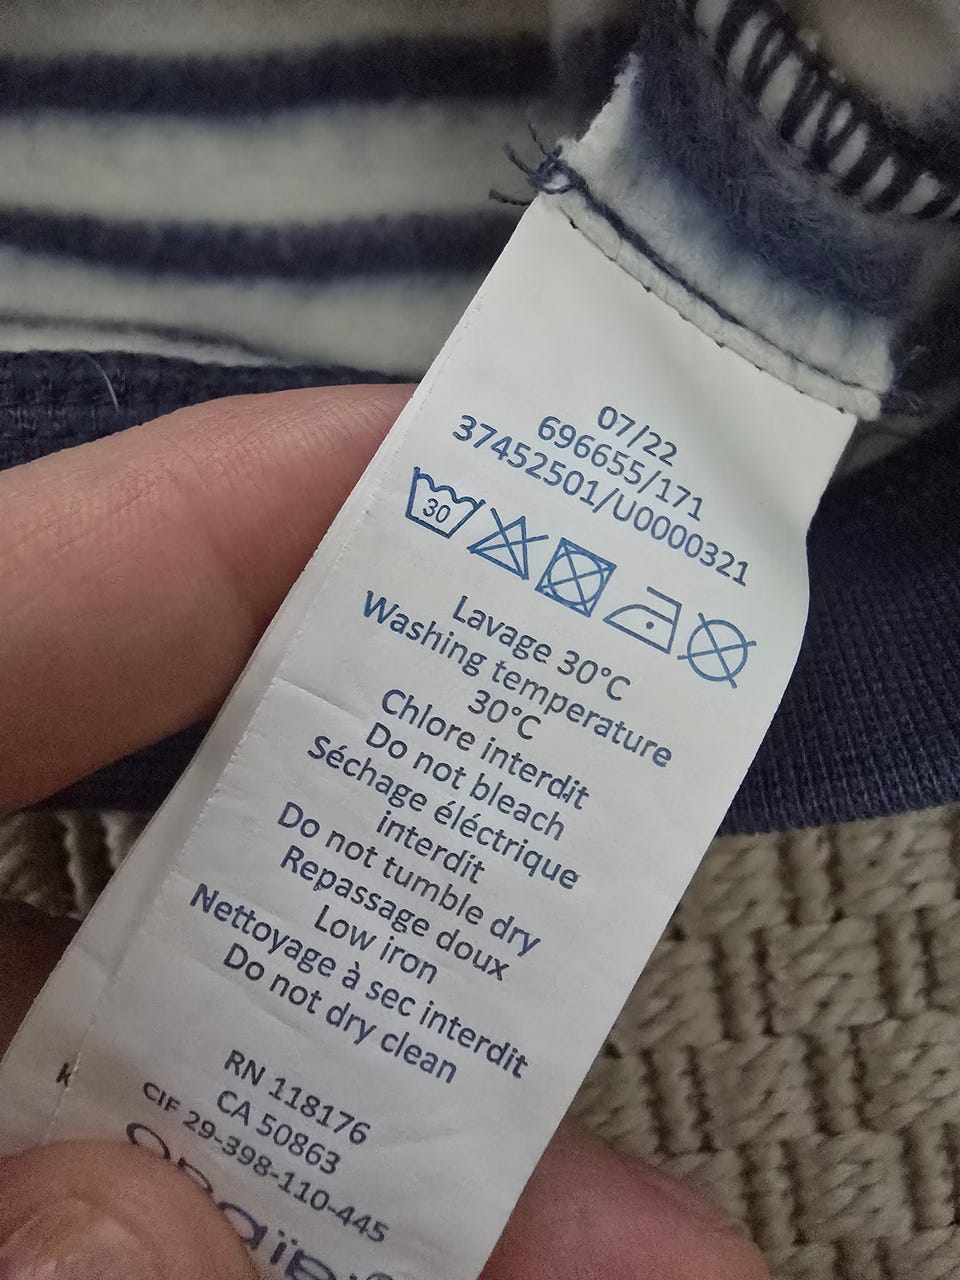 07/22
696655/171
37452501/U0000321
30
Lavage 30°C
Washing temperature
30°C
Chlore interdit
Do not bleach
Séchage éléctrique
interdit
Do not tumble dry
Repassage doux
Low iron
Nettoyage à sec interdit
Do not dry clean
RN 118176
CA 50863
CIF 29-398-110-445